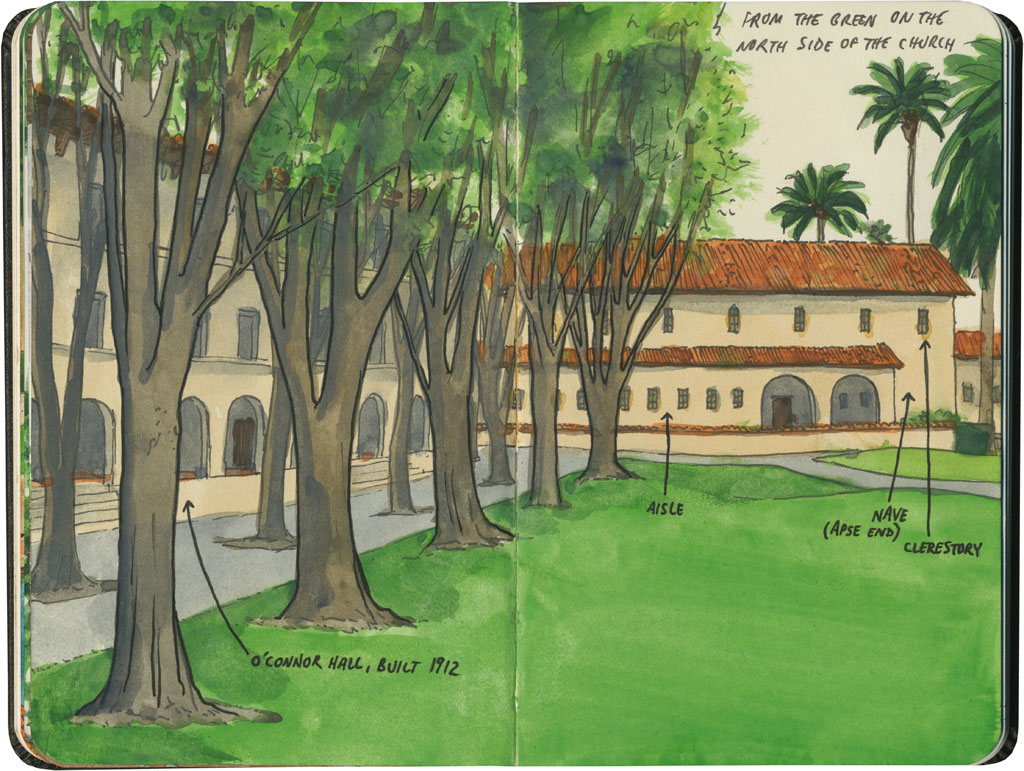 FROM THE GREEN ON THE
NORTH SIDE OF THE CHURCH
AISLE
NAVE
(APSE END)
CLERESTORY
O'CONNOR HALL, BUILT 1912